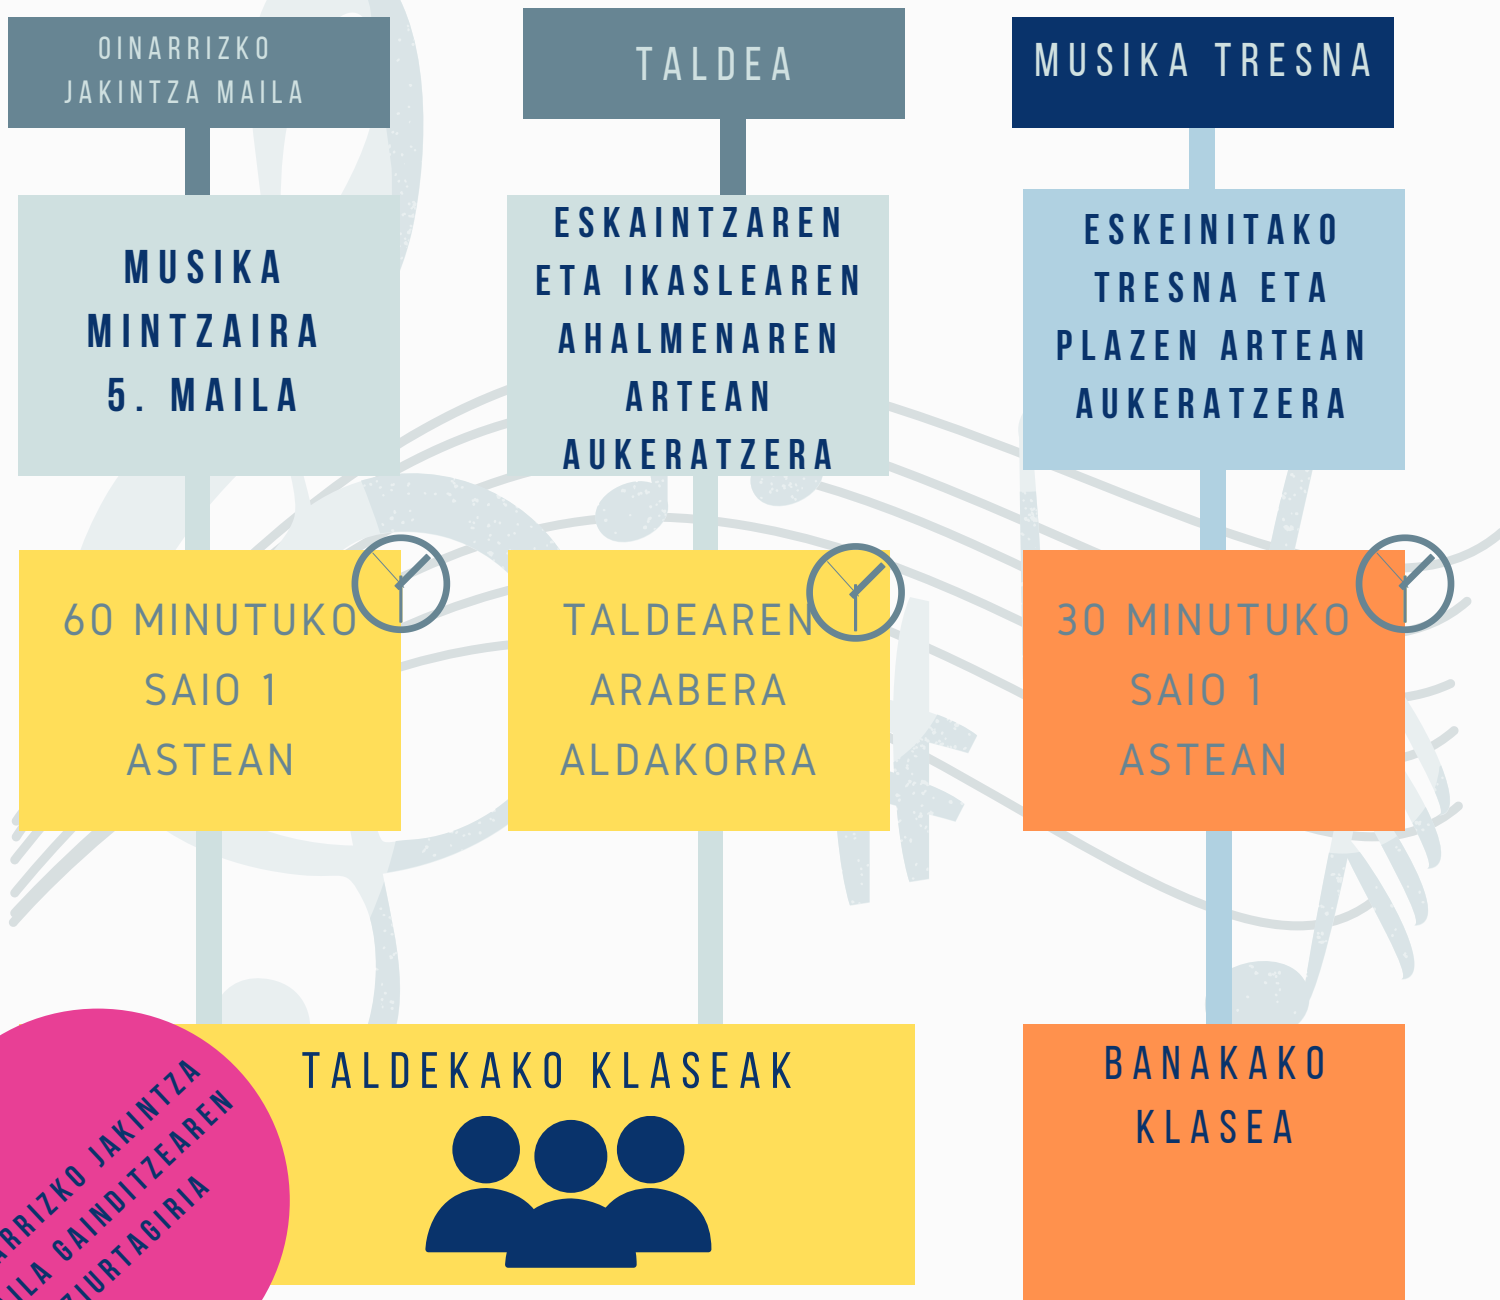 OINARRIZKO
JAKINTZA MAILA
MUSIKA
MINTZAIRA
5. MAILA
60 MINUTUKO
SAIO 1
ASTEAN
TALDEA
ESKAINTZAREN
ETA IKASLEAREN
AHALMENAREN
ARTEAN
AUKERATZERA
TALDEAREN
ARABERA
ALDAKORRA
TALDEKAKO KLASEAK
MUSIKA TRESNA
ESKEINITAKO
TRESNA ETA
PLAZEN ARTEAN
AUKERATZERA
30 MINUTUKO
SAIO 1
ASTEAN
BANAKAKO
KLASEA
JAKINTZA
GAINDITZEAREN
ZIURTAGIRIA